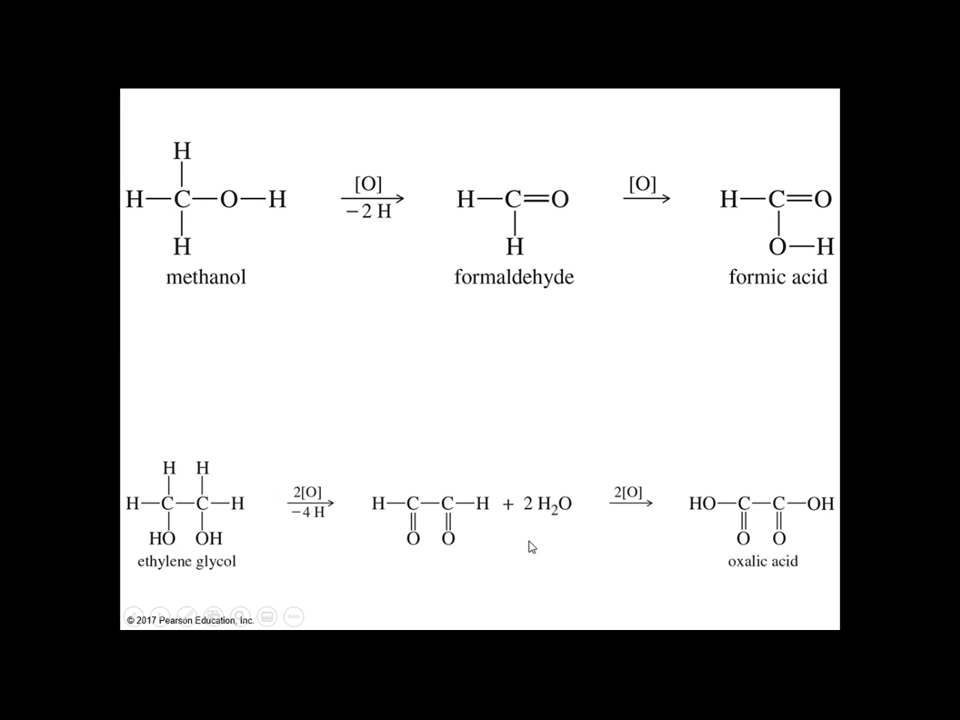 H
[O] [O]
H—C—O—H H—C=O H—C=O
−2 H
H H O—H
methanol formaldehyde formic acid
H H
2[O] 2[O]
H—C—C—H H—C—C—H + 2 H₂O HO—C—C—OH
−4 H
HO OH O O O O
ethylene glycol oxalic acid
© 2017 Pearson Education, Inc.